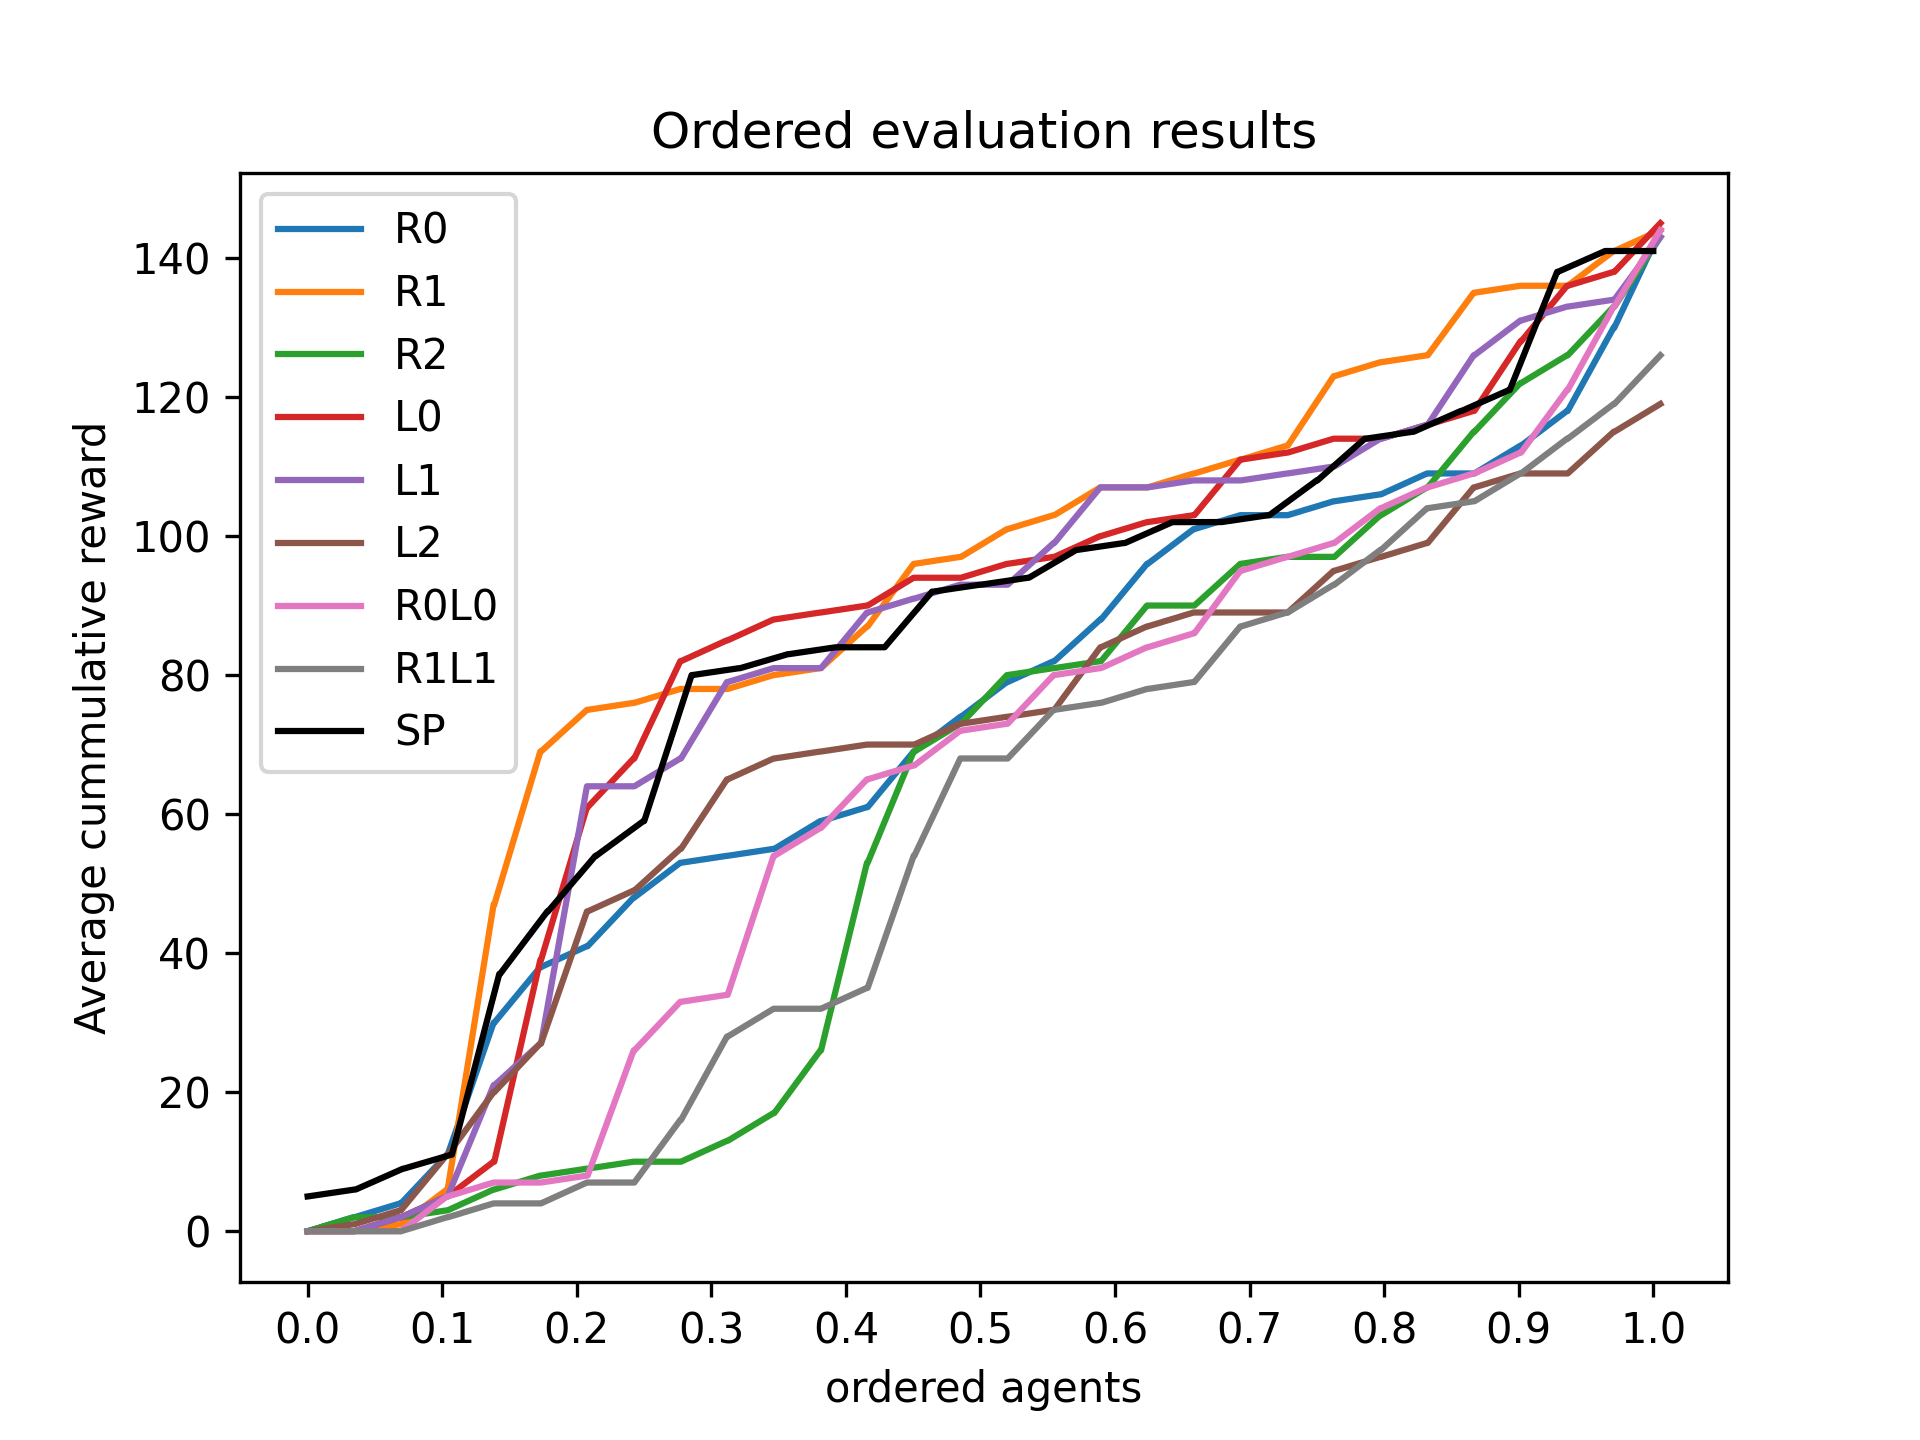 Ordered evaluation results
R0
R1
R2
L0
L1
L2
R0L0
R1L1
SP
Average cummulative reward
140
120
100
80
60
40
20
0
0.0 0.1 0.2 0.3 0.4 0.5 0.6 0.7 0.8 0.9 1.0
ordered agents